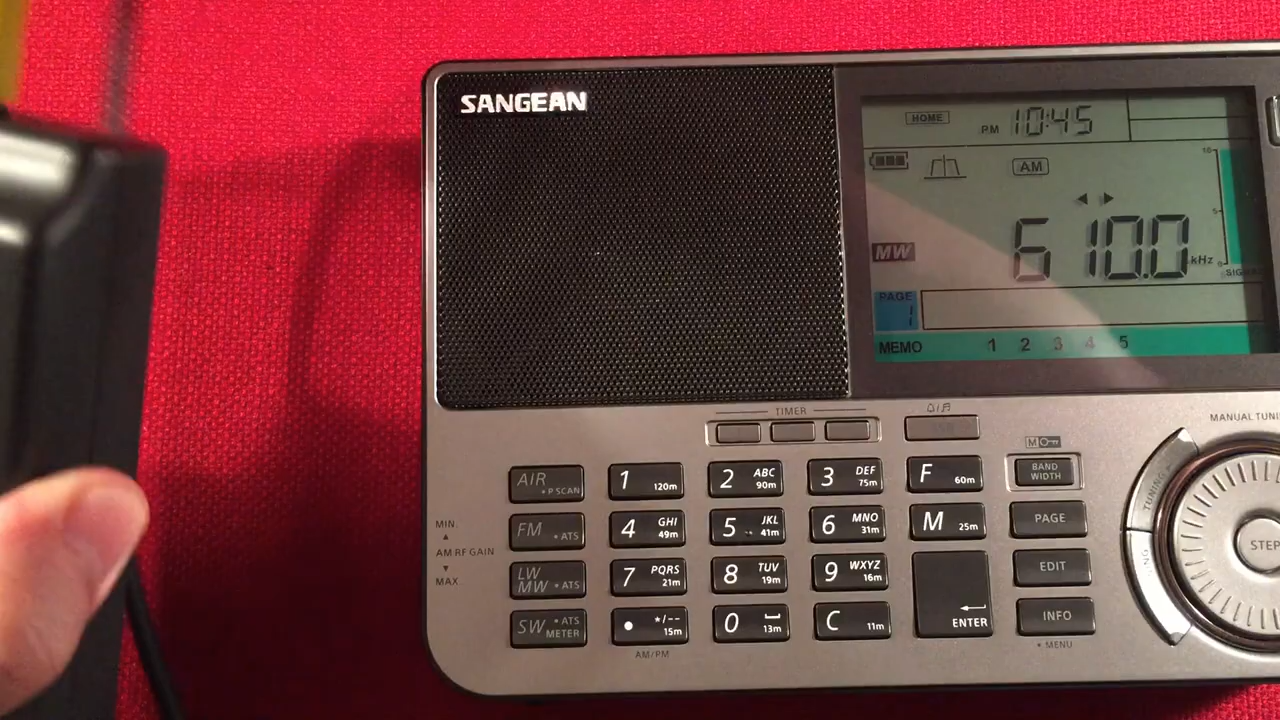 SANGEAN
HOME
PM 10:45
AM
10
5
0
MW
610.0 kHz
PAGE
1
MEMO 1 2 3 4 5
TIMER
MANUAL
BAND
WIDTH
AIR • P SCAN
1 120m
2 ABC 90m
3 DEF 75m
F 60m
MIN.
AM RF GAIN
MAX.
FM • ATS
4 GHI 49m
5 JKL 41m
6 MNO 31m
M 25m
PAGE
TUNING
STEP
LW
MW • ATS
7 PQRS 21m
8 TUV 19m
9 WXYZ 16m
ENTER
EDIT
SW • ATS
METER
• */-- 15m
0 13m
C 11m
INFO
• MENU
AM/PM